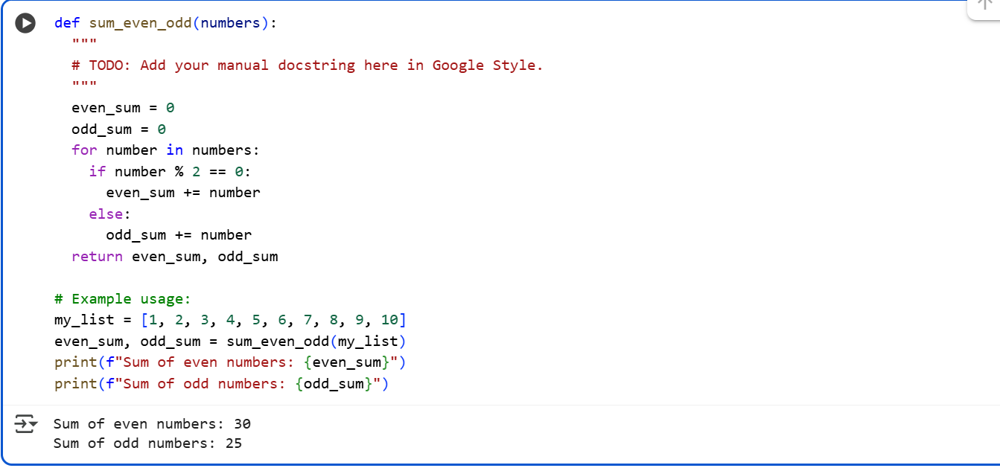 def sum_even_odd(numbers):
  """
  # TODO: Add your manual docstring here in Google Style.
  """
  even_sum = 0
  odd_sum = 0
  for number in numbers:
    if number % 2 == 0:
      even_sum += number
    else:
      odd_sum += number
  return even_sum, odd_sum

# Example usage:
my_list = [1, 2, 3, 4, 5, 6, 7, 8, 9, 10]
even_sum, odd_sum = sum_even_odd(my_list)
print(f"Sum of even numbers: {even_sum}")
print(f"Sum of odd numbers: {odd_sum}")
Sum of even numbers: 30
Sum of odd numbers: 25